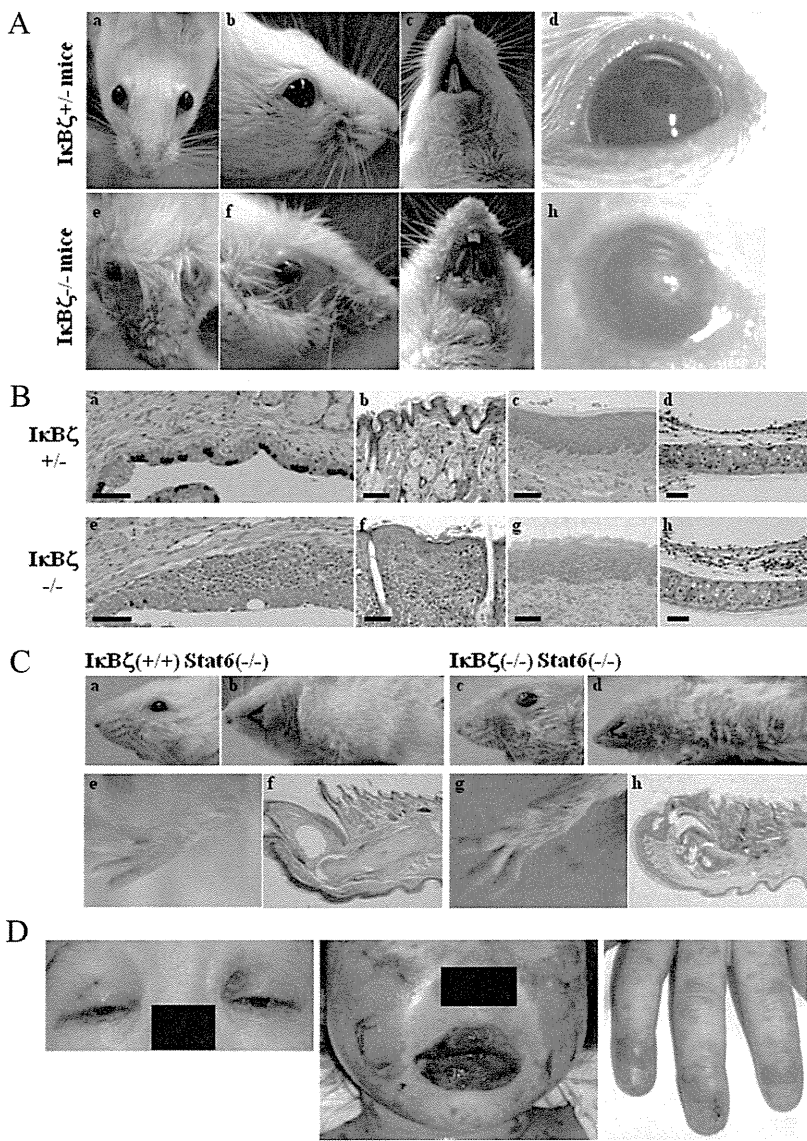 A
IκBζ+/- mice
a b c d
IκBζ-/- mice
e f g h
B
IκBζ
+/-
a b c d
IκBζ
-/-
e f g h
C
IκBζ(+/+) Stat6(-/-) IκBζ(-/-) Stat6(-/-)
a b c d
e f g h
D